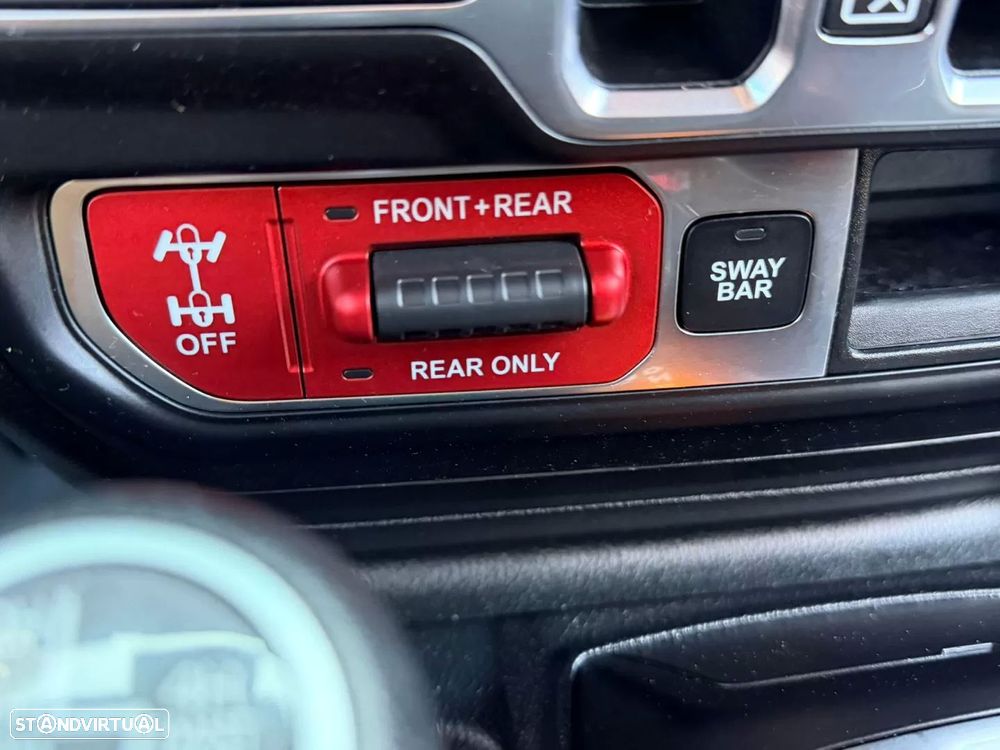 FRONT+REAR
OFF
REAR ONLY
SWAY
BAR
STANDVIRTUAL